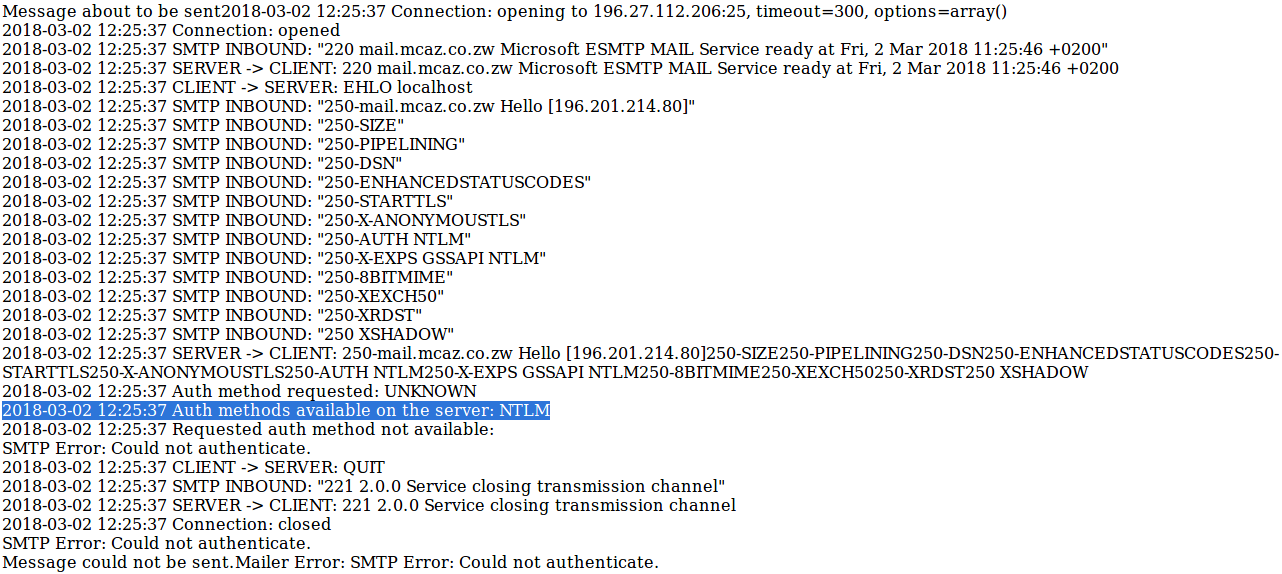 Message about to be sent2018-03-02 12:25:37 Connection: opening to 196.27.112.206:25, timeout=300, options=array()
2018-03-02 12:25:37 Connection: opened
2018-03-02 12:25:37 SMTP INBOUND: "220 mail.mcaz.co.zw Microsoft ESMTP MAIL Service ready at Fri, 2 Mar 2018 11:25:46 +0200"
2018-03-02 12:25:37 SERVER -> CLIENT: 220 mail.mcaz.co.zw Microsoft ESMTP MAIL Service ready at Fri, 2 Mar 2018 11:25:46 +0200
2018-03-02 12:25:37 CLIENT -> SERVER: EHLO localhost
2018-03-02 12:25:37 SMTP INBOUND: "250-mail.mcaz.co.zw Hello [196.201.214.80]"
2018-03-02 12:25:37 SMTP INBOUND: "250-SIZE"
2018-03-02 12:25:37 SMTP INBOUND: "250-PIPELINING"
2018-03-02 12:25:37 SMTP INBOUND: "250-DSN"
2018-03-02 12:25:37 SMTP INBOUND: "250-ENHANCEDSTATUSCODES"
2018-03-02 12:25:37 SMTP INBOUND: "250-STARTTLS"
2018-03-02 12:25:37 SMTP INBOUND: "250-X-ANONYMOUSTLS"
2018-03-02 12:25:37 SMTP INBOUND: "250-AUTH NTLM"
2018-03-02 12:25:37 SMTP INBOUND: "250-X-EXPS GSSAPI NTLM"
2018-03-02 12:25:37 SMTP INBOUND: "250-8BITMIME"
2018-03-02 12:25:37 SMTP INBOUND: "250-XEXCH50"
2018-03-02 12:25:37 SMTP INBOUND: "250-XRDST"
2018-03-02 12:25:37 SMTP INBOUND: "250 XSHADOW"
2018-03-02 12:25:37 SERVER -> CLIENT: 250-mail.mcaz.co.zw Hello [196.201.214.80]250-SIZE250-PIPELINING250-DSN250-ENHANCEDSTATUSCODES250-
STARTTLS250-X-ANONYMOUSTLS250-AUTH NTLM250-X-EXPS GSSAPI NTLM250-8BITMIME250-XEXCH50250-XRDST250 XSHADOW
2018-03-02 12:25:37 Auth method requested: UNKNOWN
2018-03-02 12:25:37 Auth methods available on the server: NTLM
2018-03-02 12:25:37 Requested auth method not available:
SMTP Error: Could not authenticate.
2018-03-02 12:25:37 CLIENT -> SERVER: QUIT
2018-03-02 12:25:37 SMTP INBOUND: "221 2.0.0 Service closing transmission channel"
2018-03-02 12:25:37 SERVER -> CLIENT: 221 2.0.0 Service closing transmission channel
2018-03-02 12:25:37 Connection: closed
SMTP Error: Could not authenticate.
Message could not be sent.Mailer Error: SMTP Error: Could not authenticate.